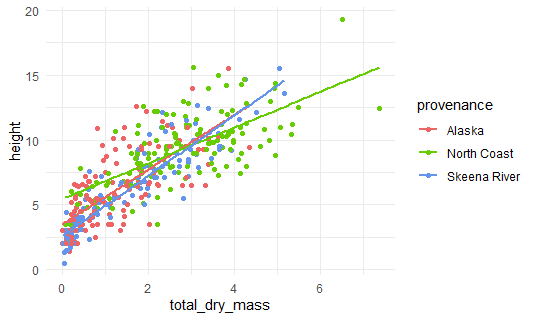 20
15
10
5
0
height
0
2
4
6
total_dry_mass
provenance
Alaska
North Coast
Skeena River